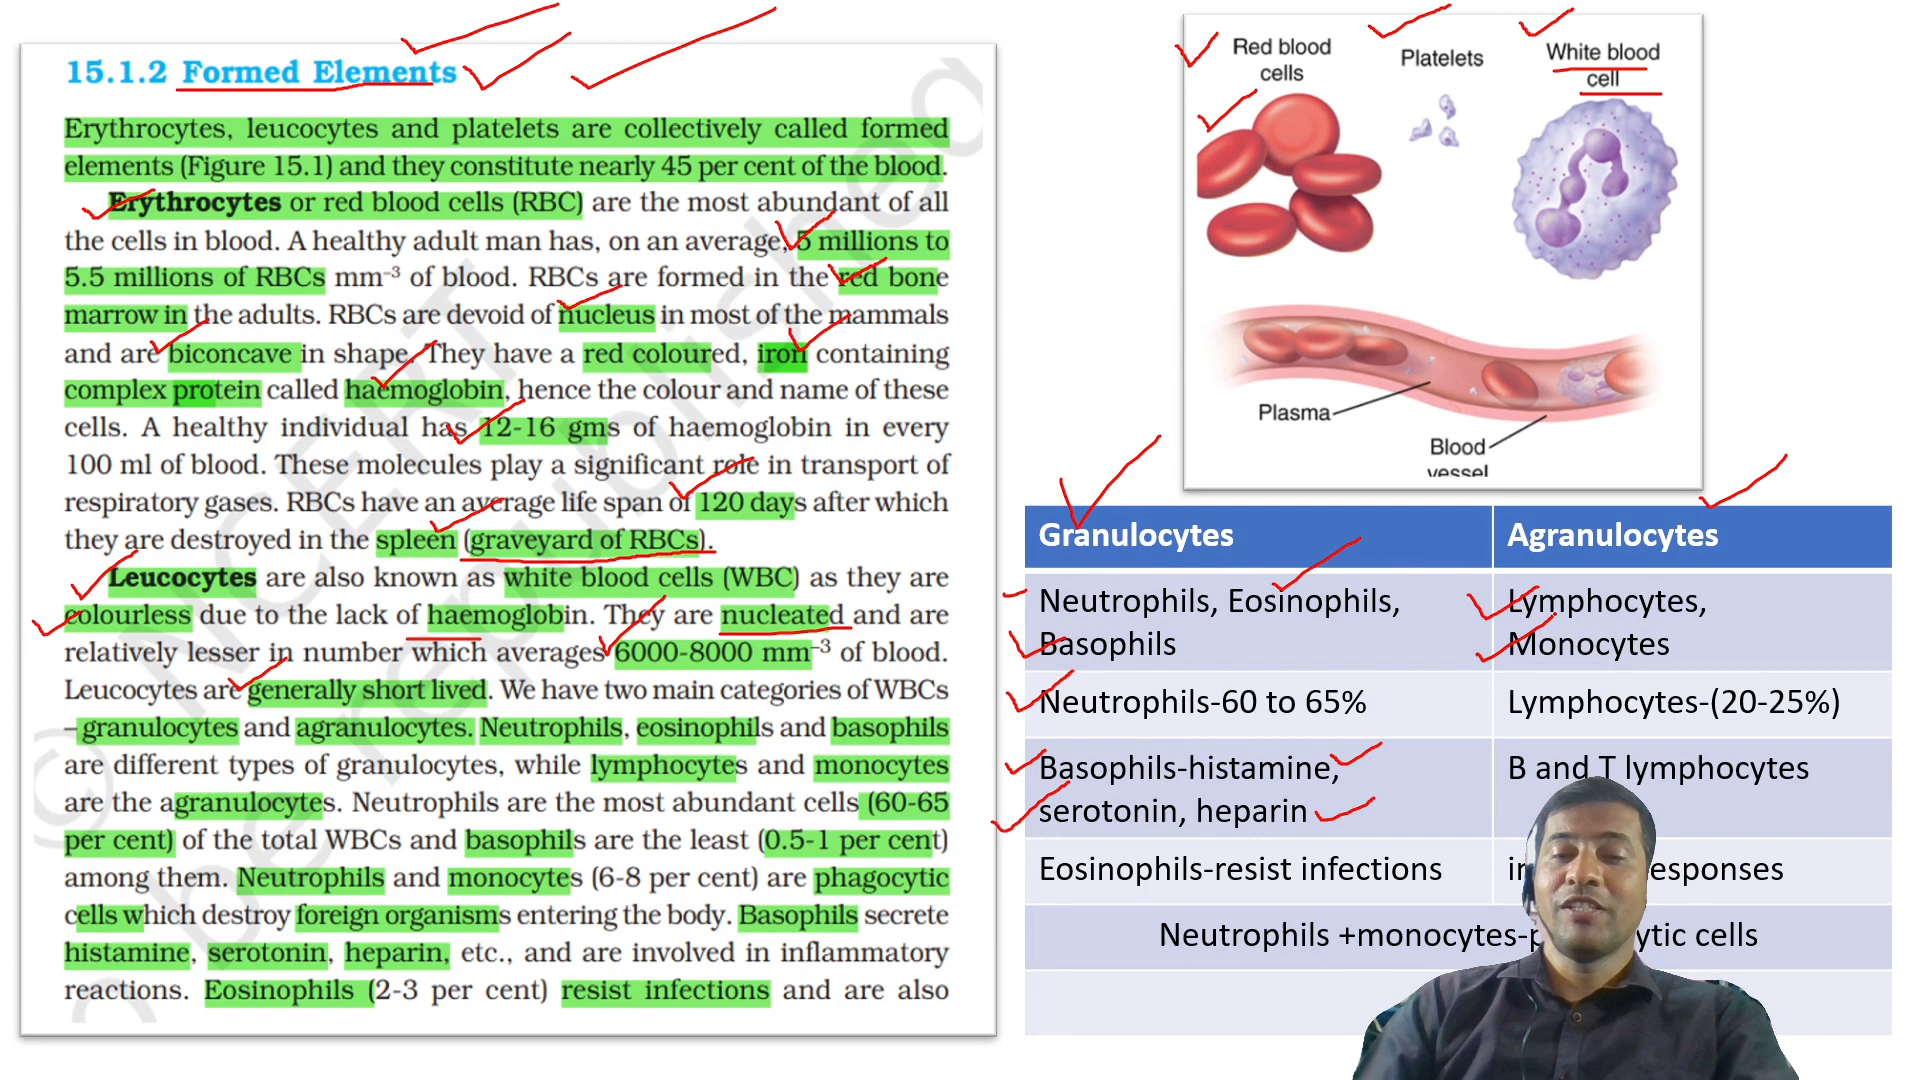 15.1.2 Formed Elements
Erythrocytes, leucocytes and platelets are collectively called formed
elements (Figure 15.1) and they constitute nearly 45 per cent of the blood.
Erythrocytes or red blood cells (RBC) are the most abundant of all
the cells in blood. A healthy adult man has, on an average, 5 millions to
5.5 millions of RBCs mm⁻³ of blood. RBCs are formed in the red bone
marrow in the adults. RBCs are devoid of nucleus in most of the mammals
and are biconcave in shape. They have a red coloured, iron containing
complex protein called haemoglobin, hence the colour and name of these
cells. A healthy individual has 12-16 gms of haemoglobin in every
100 ml of blood. These molecules play a significant role in transport of
respiratory gases. RBCs have an average life span of 120 days after which
they are destroyed in the spleen (graveyard of RBCs).
Leucocytes are also known as white blood cells (WBC) as they are
colourless due to the lack of haemoglobin. They are nucleated and are
relatively lesser in number which averages 6000-8000 mm⁻³ of blood.
Leucocytes are generally short lived. We have two main categories of WBCs
– granulocytes and agranulocytes. Neutrophils, eosinophils and basophils
are different types of granulocytes, while lymphocytes and monocytes
are the agranulocytes. Neutrophils are the most abundant cells (60-65
per cent) of the total WBCs and basophils are the least (0.5-1 per cent)
among them. Neutrophils and monocytes (6-8 per cent) are phagocytic
cells which destroy foreign organisms entering the body. Basophils secrete
histamine, serotonin, heparin, etc., and are involved in inflammatory
reactions. Eosinophils (2-3 per cent) resist infections and are also
© NCERT
be republished
Red blood
cells
Platelets
White blood
cell
Plasma
Blood
vessel
Granulocytes
Agranulocytes
Neutrophils, Eosinophils,
Basophils
Lymphocytes,
Monocytes
Neutrophils-60 to 65%
Lymphocytes-(20-25%)
Basophils-histamine,
serotonin, heparin
B and T lymphocytes
Eosinophils-resist infections
responses
Neutrophils +monocytes-p ytic cells